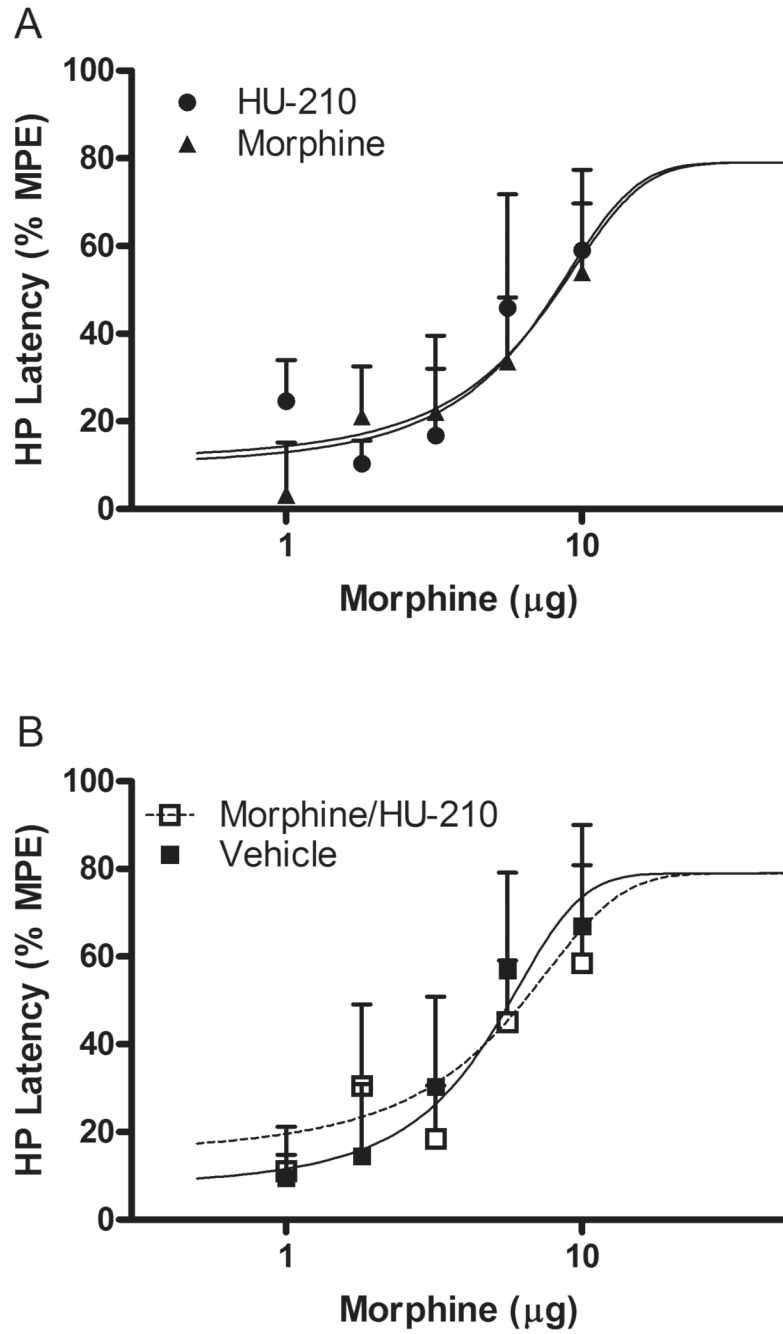 A
HP Latency (% MPE)
100
80
60
40
20
0
HU-210
Morphine
1
10
Morphine (μg)
B
HP Latency (% MPE)
100
80
60
40
20
0
Morphine/HU-210
Vehicle
1
10
Morphine (μg)